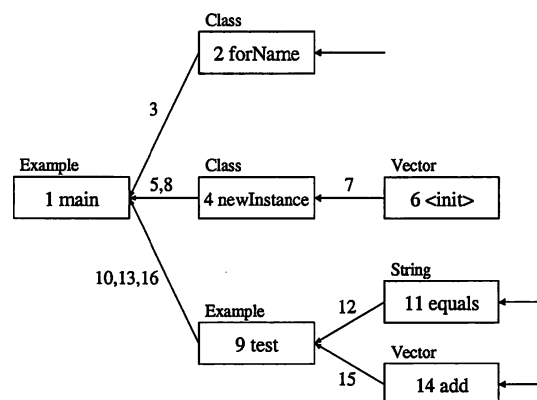 Class
2 forName
3
Example
1 main
5,8
Class
4 newInstance
7
Vector
6 <init>
10,13,16
Example
9 test
12
String
11 equals
15
Vector
14 add